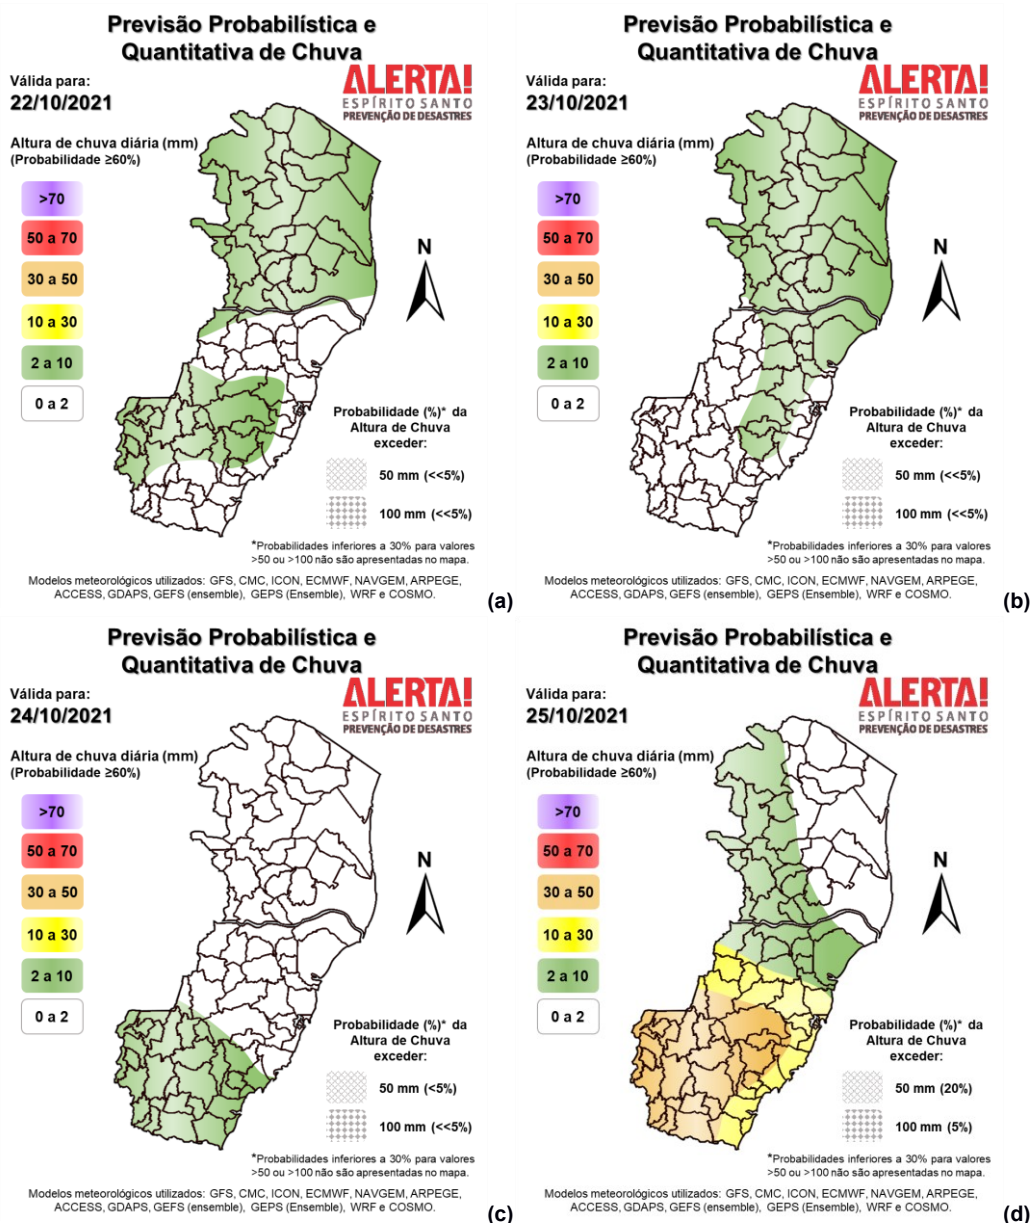 Previsão Probabilística e
Quantitativa de Chuva
Válida para:
22/10/2021
ALERTA!
ESPÍRITO SANTO
PREVENÇÃO DE DESASTRES
Altura de chuva diária (mm)
(Probabilidade ≥60%)
>70
50 a 70
30 a 50
10 a 30
2 a 10
0 a 2
N
Probabilidade (%)* da
Altura de Chuva
exceder:
50 mm (<<5%)
100 mm (<<5%)
*Probabilidades inferiores a 30% para valores
>50 ou >100 não são apresentadas no mapa.
Modelos meteorológicos utilizados: GFS, CMC, ICON, ECMWF, NAVGEM, ARPEGE,
ACCESS, GDAPS, GEFS (ensemble), GEPS (Ensemble), WRF e COSMO.
(a)
Previsão Probabilística e
Quantitativa de Chuva
Válida para:
23/10/2021
ALERTA!
ESPÍRITO SANTO
PREVENÇÃO DE DESASTRES
Altura de chuva diária (mm)
(Probabilidade ≥60%)
>70
50 a 70
30 a 50
10 a 30
2 a 10
0 a 2
N
Probabilidade (%)* da
Altura de Chuva
exceder:
50 mm (<<5%)
100 mm (<<5%)
*Probabilidades inferiores a 30% para valores
>50 ou >100 não são apresentadas no mapa.
Modelos meteorológicos utilizados: GFS, CMC, ICON, ECMWF, NAVGEM, ARPEGE,
ACCESS, GDAPS, GEFS (ensemble), GEPS (Ensemble), WRF e COSMO.
(b)
Previsão Probabilística e
Quantitativa de Chuva
Válida para:
24/10/2021
ALERTA!
ESPÍRITO SANTO
PREVENÇÃO DE DESASTRES
Altura de chuva diária (mm)
(Probabilidade ≥60%)
>70
50 a 70
30 a 50
10 a 30
2 a 10
0 a 2
N
Probabilidade (%)* da
Altura de Chuva
exceder:
50 mm (<5%)
100 mm (<<5%)
*Probabilidades inferiores a 30% para valores
>50 ou >100 não são apresentadas no mapa.
Modelos meteorológicos utilizados: GFS, CMC, ICON, ECMWF, NAVGEM, ARPEGE,
ACCESS, GDAPS, GEFS (ensemble), GEPS (Ensemble), WRF e COSMO.
(c)
Previsão Probabilística e
Quantitativa de Chuva
Válida para:
25/10/2021
ALERTA!
ESPÍRITO SANTO
PREVENÇÃO DE DESASTRES
Altura de chuva diária (mm)
(Probabilidade ≥60%)
>70
50 a 70
30 a 50
10 a 30
2 a 10
0 a 2
N
Probabilidade (%)* da
Altura de Chuva
exceder:
50 mm (20%)
100 mm (5%)
*Probabilidades inferiores a 30% para valores
>50 ou >100 não são apresentadas no mapa.
Modelos meteorológicos utilizados: GFS, CMC, ICON, ECMWF, NAVGEM, ARPEGE,
ACCESS, GDAPS, GEFS (ensemble), GEPS (Ensemble), WRF e COSMO.
(d)